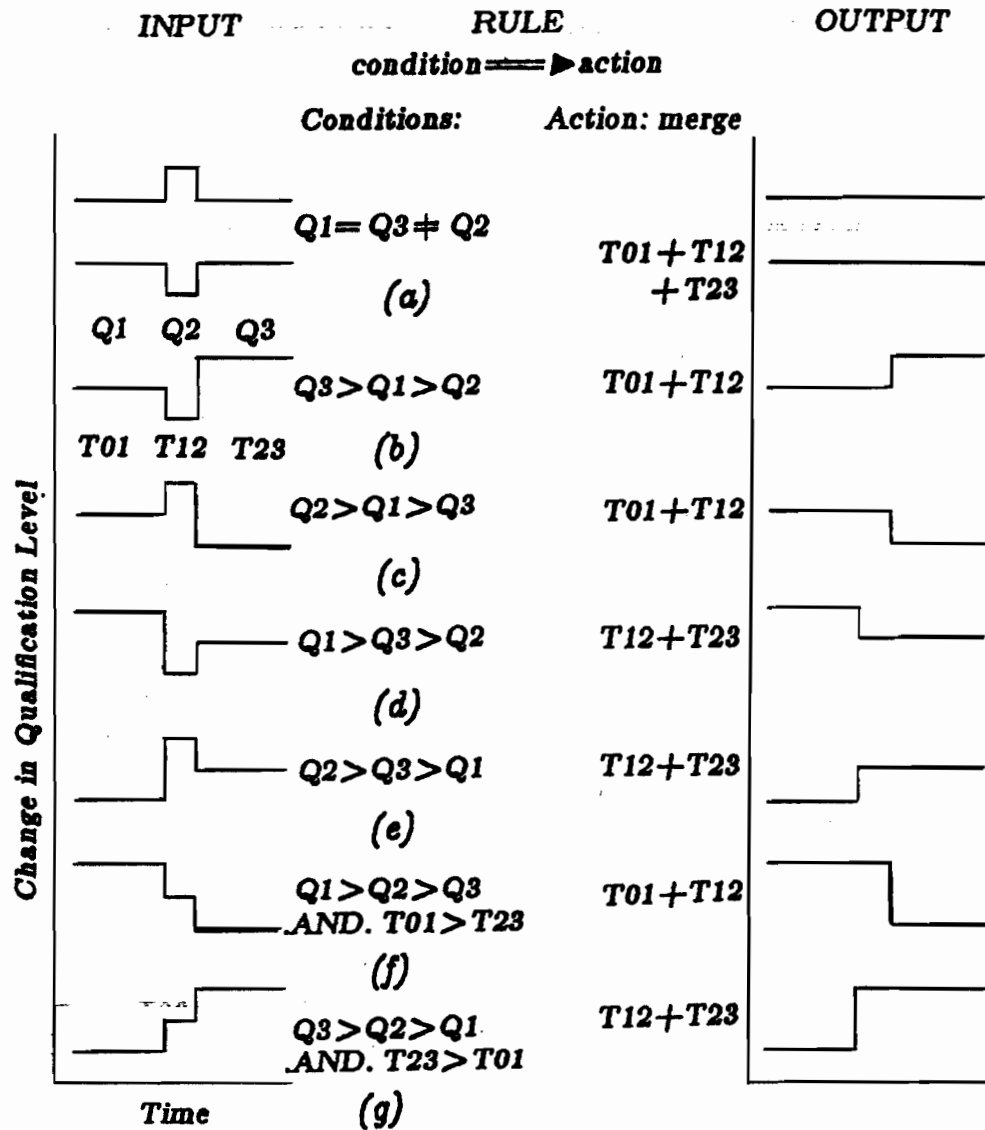 INPUT RULE OUTPUT
condition ═══▶ action
Conditions: Action: merge
Q1= Q3 ≠ Q2
T01+T12
+T23
(a)
Q1 Q2 Q3
Q3>Q1>Q2 T01+T12
T01 T12 T23
(b)
Q2>Q1>Q3 T01+T12
(c)
Q1>Q3>Q2 T12+T23
(d)
Q2>Q3>Q1 T12+T23
(e)
Q1>Q2>Q3 T01+T12
.AND. T01>T23
(f)
Q3>Q2>Q1 T12+T23
.AND. T23>T01
(g)
Time
Change in Qualification Level